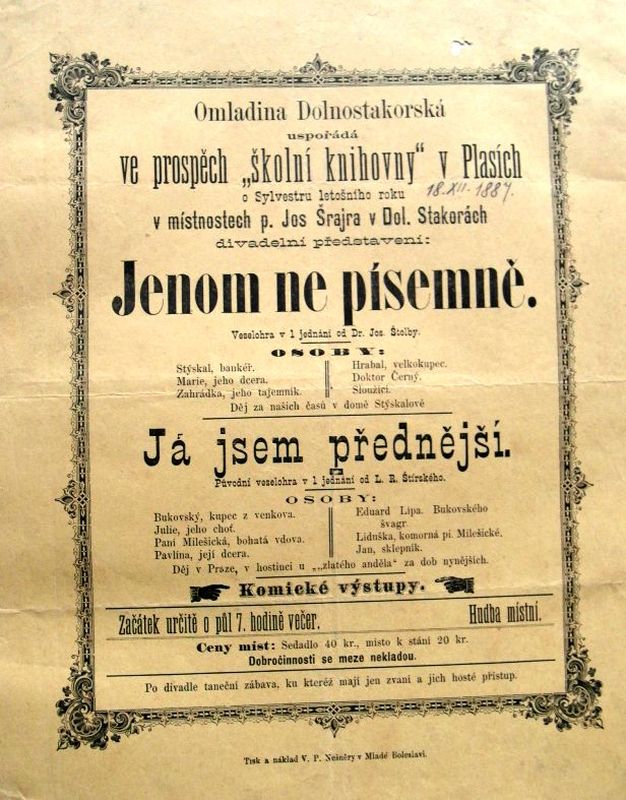 Omladina Dolnostakorská
uspořádá
ve prospěch „školní knihovny“ v Plasích
o Sylvestru letošního roku 18.XII.1887.
v místnostech p. Jos Šrajra v Dol. Stakorách
divadelní představení:
Jenom ne písemně.
Veselohra v 1 jednání od Dr. Jos. Štolby.
OSOBY:
Stýskal, bankéř.
Marie, jeho dcera.
Zahrádka, jeho tajemník.
Hrabal, velkokupec.
Doktor Černý.
Sloužící.
Děj za našich časů v domě Stýskalově
Já jsem přednější.
Původní veselohra v 1 jednání od L. R. Štírského.
OSOBY:
Bukovský, kupec z venkova.
Julie, jeho choť.
Paní Milešická, bohatá vdova.
Pavlína, její dcera.
Eduard Lipa. Bukovského
švagr
Liduška, komorná pí. Milešické.
Jan, sklepník.
Děj v Praze, v hostinci u „„zlatého anděla“ za dob nynějších.
Komické výstupy.
Začátek určitě o půl 7. hodině večer. Hudba místní.
Ceny míst: Sedadlo 40 kr., místo k stání 20 kr.
Dobročinnosti se meze nekladou.
Po divadle taneční zábava, ku kteréž mají jen zvaní a jich hosté přístup.
Tisk a náklad V. P. Nešněry v Mladé Boleslavi.